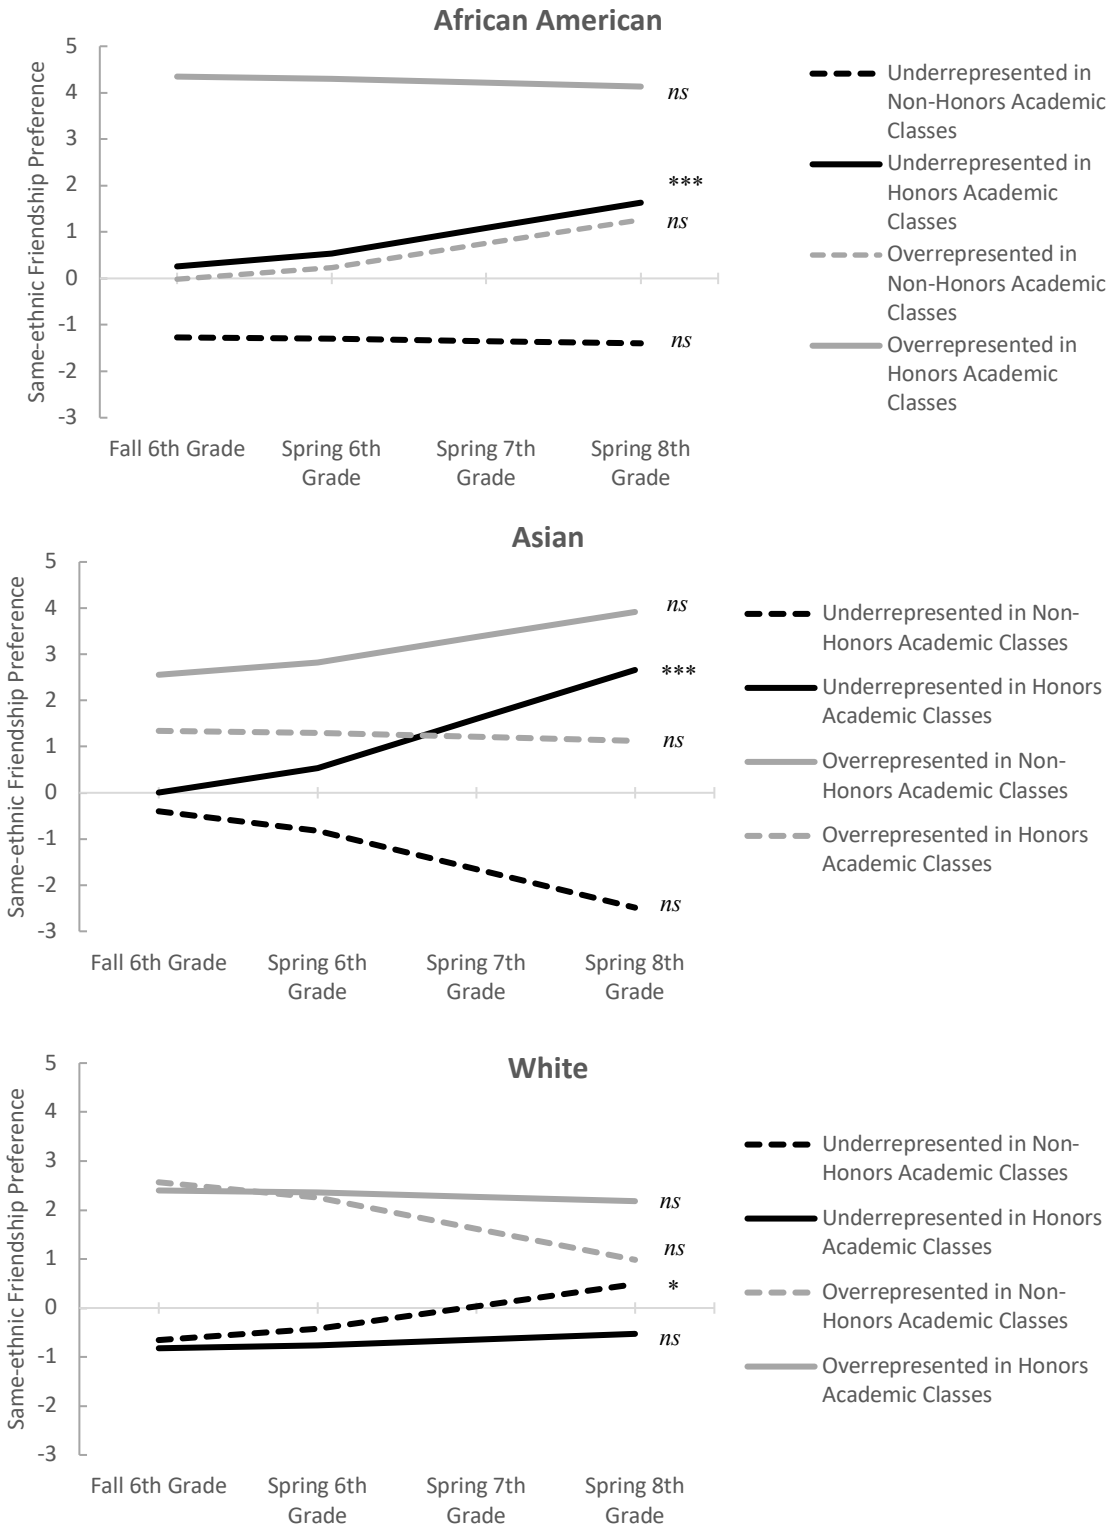 African American
Same-ethnic Friendship Preference
5
4
3
2
1
0
-1
-2
-3
ns
***
ns
ns
Fall 6th Grade
Spring 6th
Grade
Spring 7th
Grade
Spring 8th
Grade
Underrepresented in
Non-Honors Academic
Classes
Underrepresented in
Honors Academic
Classes
Overrepresented in
Non-Honors Academic
Classes
Overrepresented in
Honors Academic
Classes
Asian
Same-ethnic Friendship Preference
5
4
3
2
1
0
-1
-2
-3
ns
***
ns
ns
Fall 6th Grade
Spring 6th
Grade
Spring 7th
Grade
Spring 8th
Grade
Underrepresented in Non-
Honors Academic Classes
Underrepresented in Honors
Academic Classes
Overrepresented in Non-
Honors Academic Classes
Overrepresented in Honors
Academic Classes
White
Same-ethnic Friendship Preference
5
4
3
2
1
0
-1
-2
-3
ns
ns
*
ns
Fall 6th Grade
Spring 6th
Grade
Spring 7th
Grade
Spring 8th
Grade
Underrepresented in Non-
Honors Academic Classes
Underrepresented in Honors
Academic Classes
Overrepresented in Non-
Honors Academic Classes
Overrepresented in Honors
Academic Classes